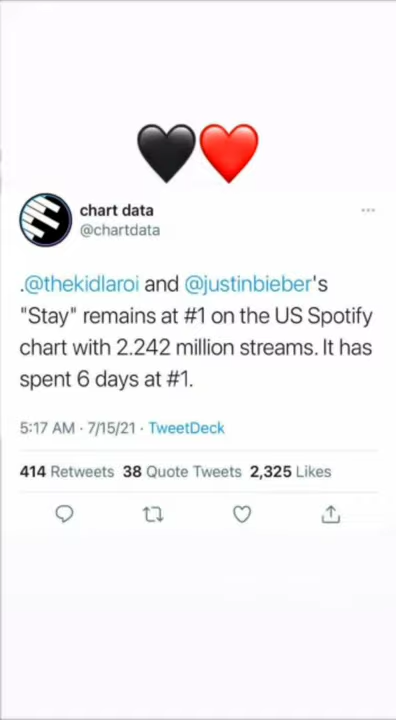 chart data
@chartdata
.@thekidlaroi and @justinbieber's
"Stay" remains at #1 on the US Spotify
chart with 2.242 million streams. It has
spent 6 days at #1.
5:17 AM · 7/15/21 · TweetDeck
414 Retweets 38 Quote Tweets 2,325 Likes